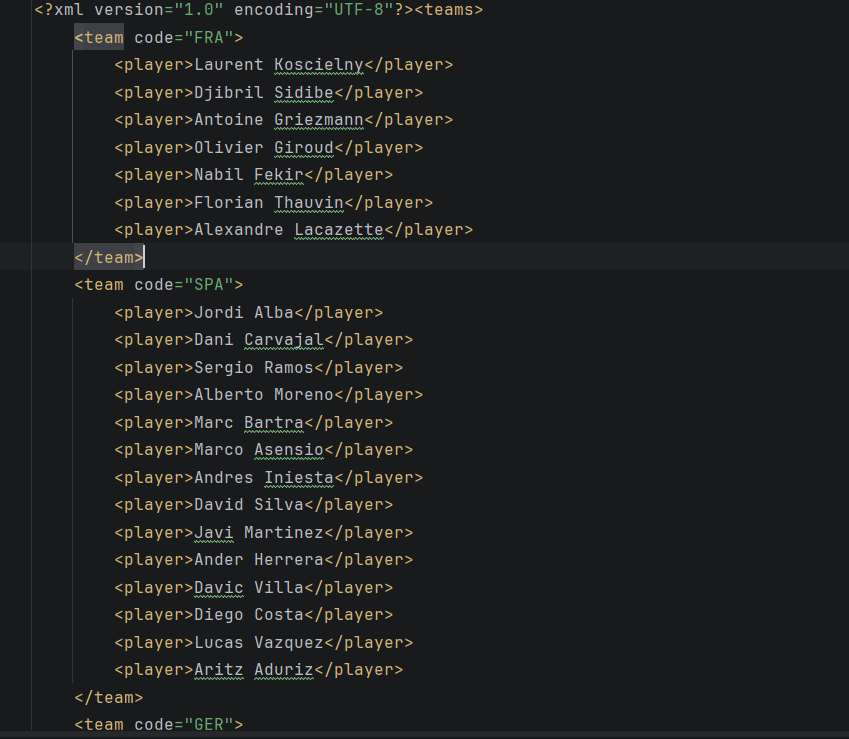 <?xml version="1.0" encoding="UTF-8"?><teams>
<team code="FRA">
<player>Laurent Koscielny</player>
<player>Djibril Sidibe</player>
<player>Antoine Griezmann</player>
<player>Olivier Giroud</player>
<player>Nabil Fekir</player>
<player>Florian Thauvin</player>
<player>Alexandre Lacazette</player>
</team>
<team code="SPA">
<player>Jordi Alba</player>
<player>Dani Carvajal</player>
<player>Sergio Ramos</player>
<player>Alberto Moreno</player>
<player>Marc Bartra</player>
<player>Marco Asensio</player>
<player>Andres Iniesta</player>
<player>David Silva</player>
<player>Javi Martinez</player>
<player>Ander Herrera</player>
<player>Davic Villa</player>
<player>Diego Costa</player>
<player>Lucas Vazquez</player>
<player>Aritz Aduriz</player>
</team>
<team code="GER">